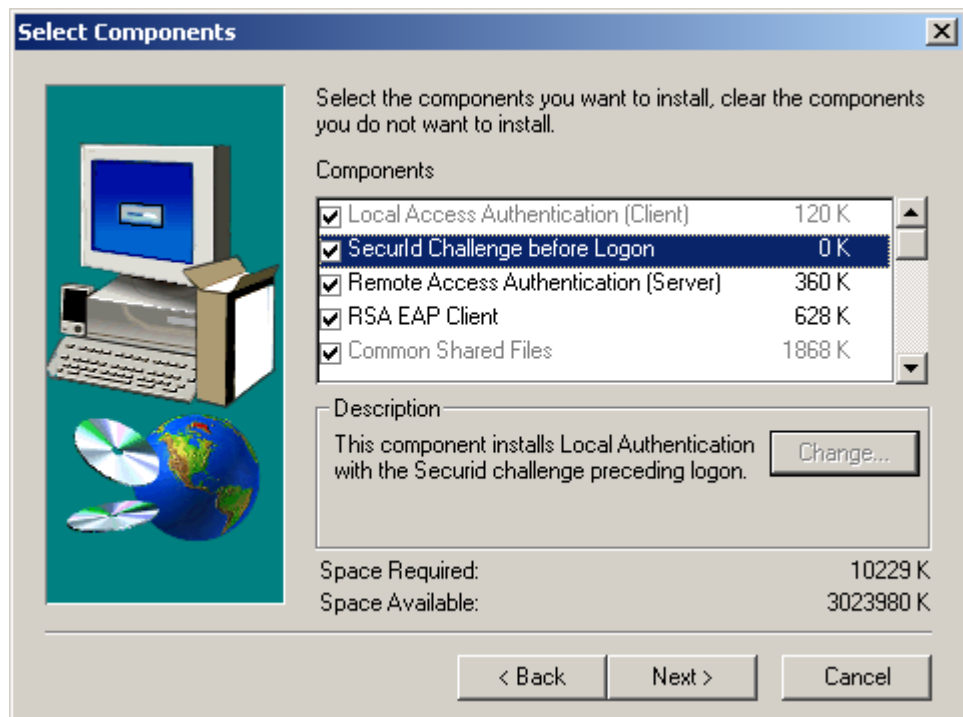 Select Components
Select the components you want to install, clear the components
you do not want to install.
Components
Local Access Authentication (Client) 120 K
SecurId Challenge before Logon 0 K
Remote Access Authentication (Server) 360 K
RSA EAP Client 628 K
Common Shared Files 1868 K
Description
This component installs Local Authentication
with the Securid challenge preceding logon.
Change...
Space Required: 10229 K
Space Available: 3023980 K
< Back Next > Cancel